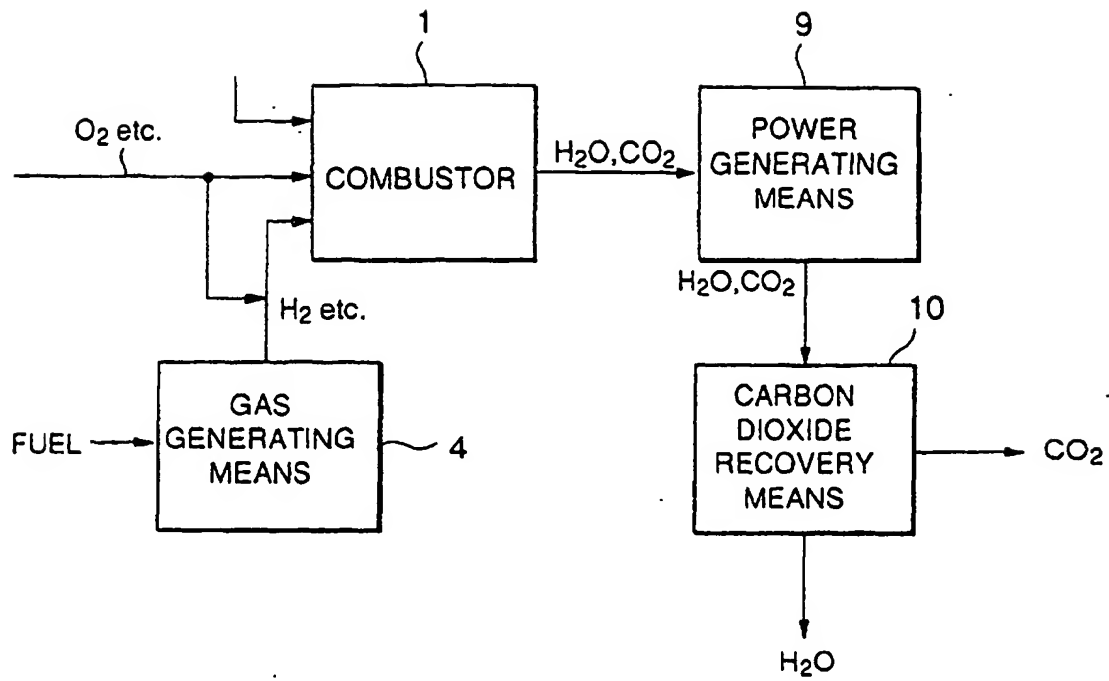 1
9
O₂ etc.
COMBUSTOR
H₂O,CO₂
POWER
GENERATING
MEANS
H₂O,CO₂
H₂ etc.
10
FUEL
GAS
GENERATING
MEANS
4
CARBON
DIOXIDE
RECOVERY
MEANS
CO₂
H₂O